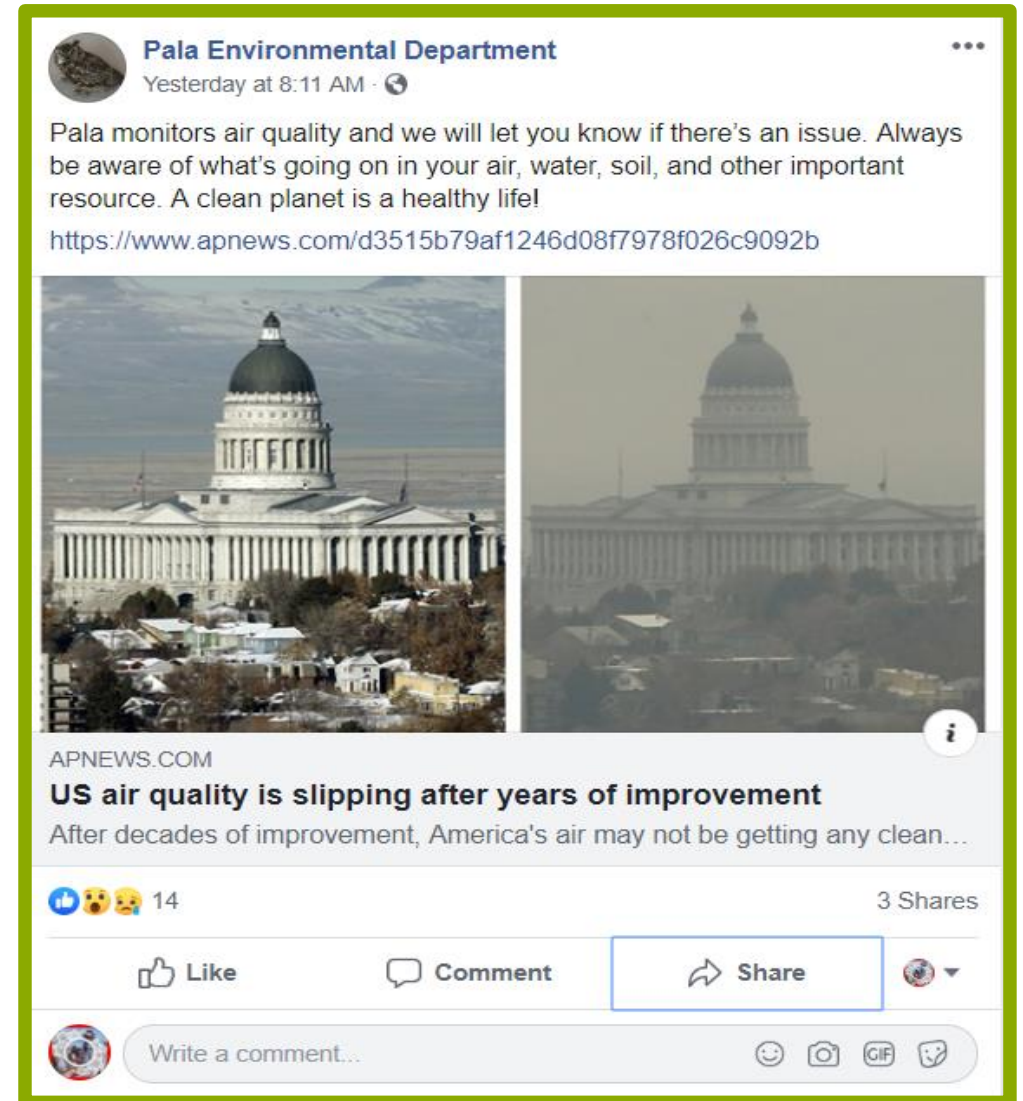 Pala Environmental Department
Yesterday at 8:11 AM ·
Pala monitors air quality and we will let you know if there's an issue. Always
be aware of what's going on in your air, water, soil, and other important
resource. A clean planet is a healthy life!
https://www.apnews.com/d3515b79af1246d08f7978f026c9092b
i
APNEWS.COM
US air quality is slipping after years of improvement
After decades of improvement, America's air may not be getting any clean...
14 3 Shares
Like Comment Share
Write a comment... GIF